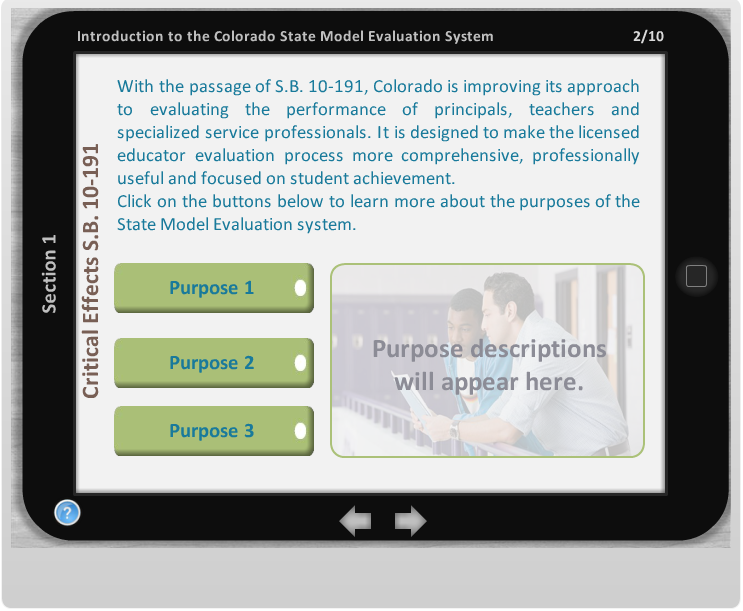 Introduction to the Colorado State Model Evaluation System
2/10
Section 1
Critical Effects S.B. 10-191
With the passage of S.B. 10-191, Colorado is improving its approach
to evaluating the performance of principals, teachers and
specialized service professionals. It is designed to make the licensed
educator evaluation process more comprehensive, professionally
useful and focused on student achievement.
Click on the buttons below to learn more about the purposes of the
State Model Evaluation system.
Purpose 1
Purpose 2
Purpose 3
Purpose descriptions
will appear here.
?